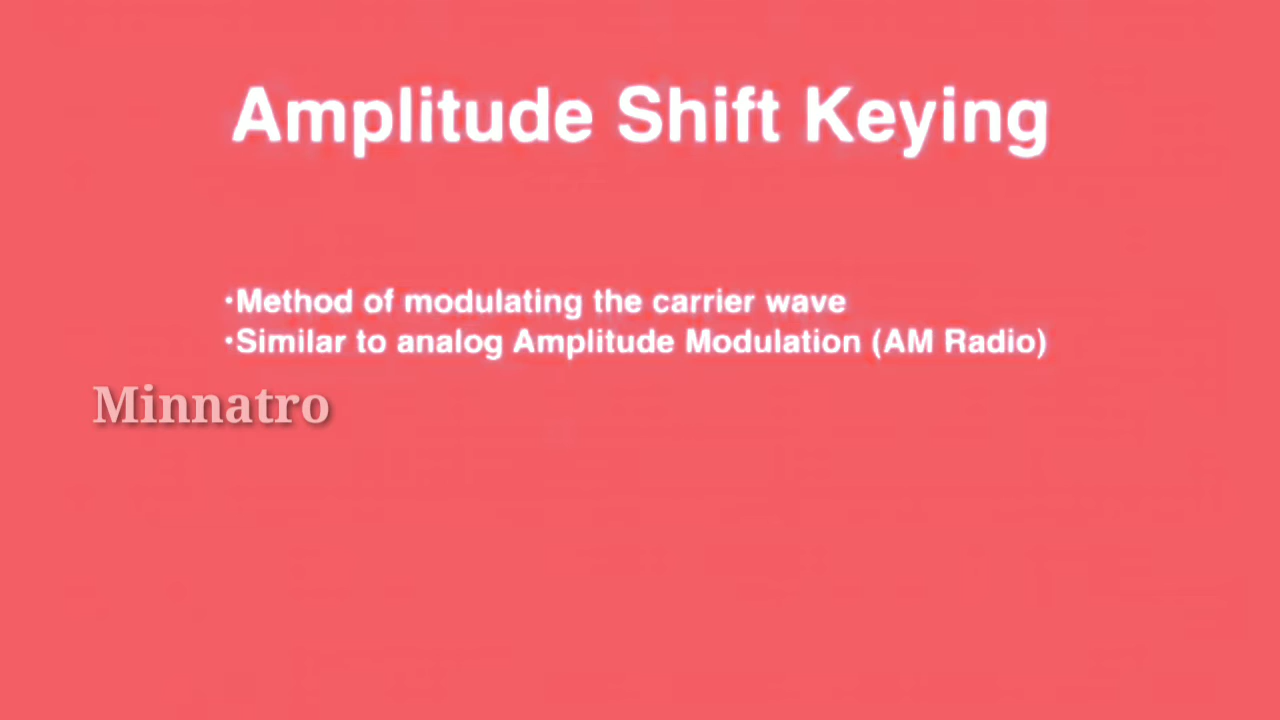 Amplitude Shift Keying
•Method of modulating the carrier wave
•Similar to analog Amplitude Modulation (AM Radio)
Minnatro